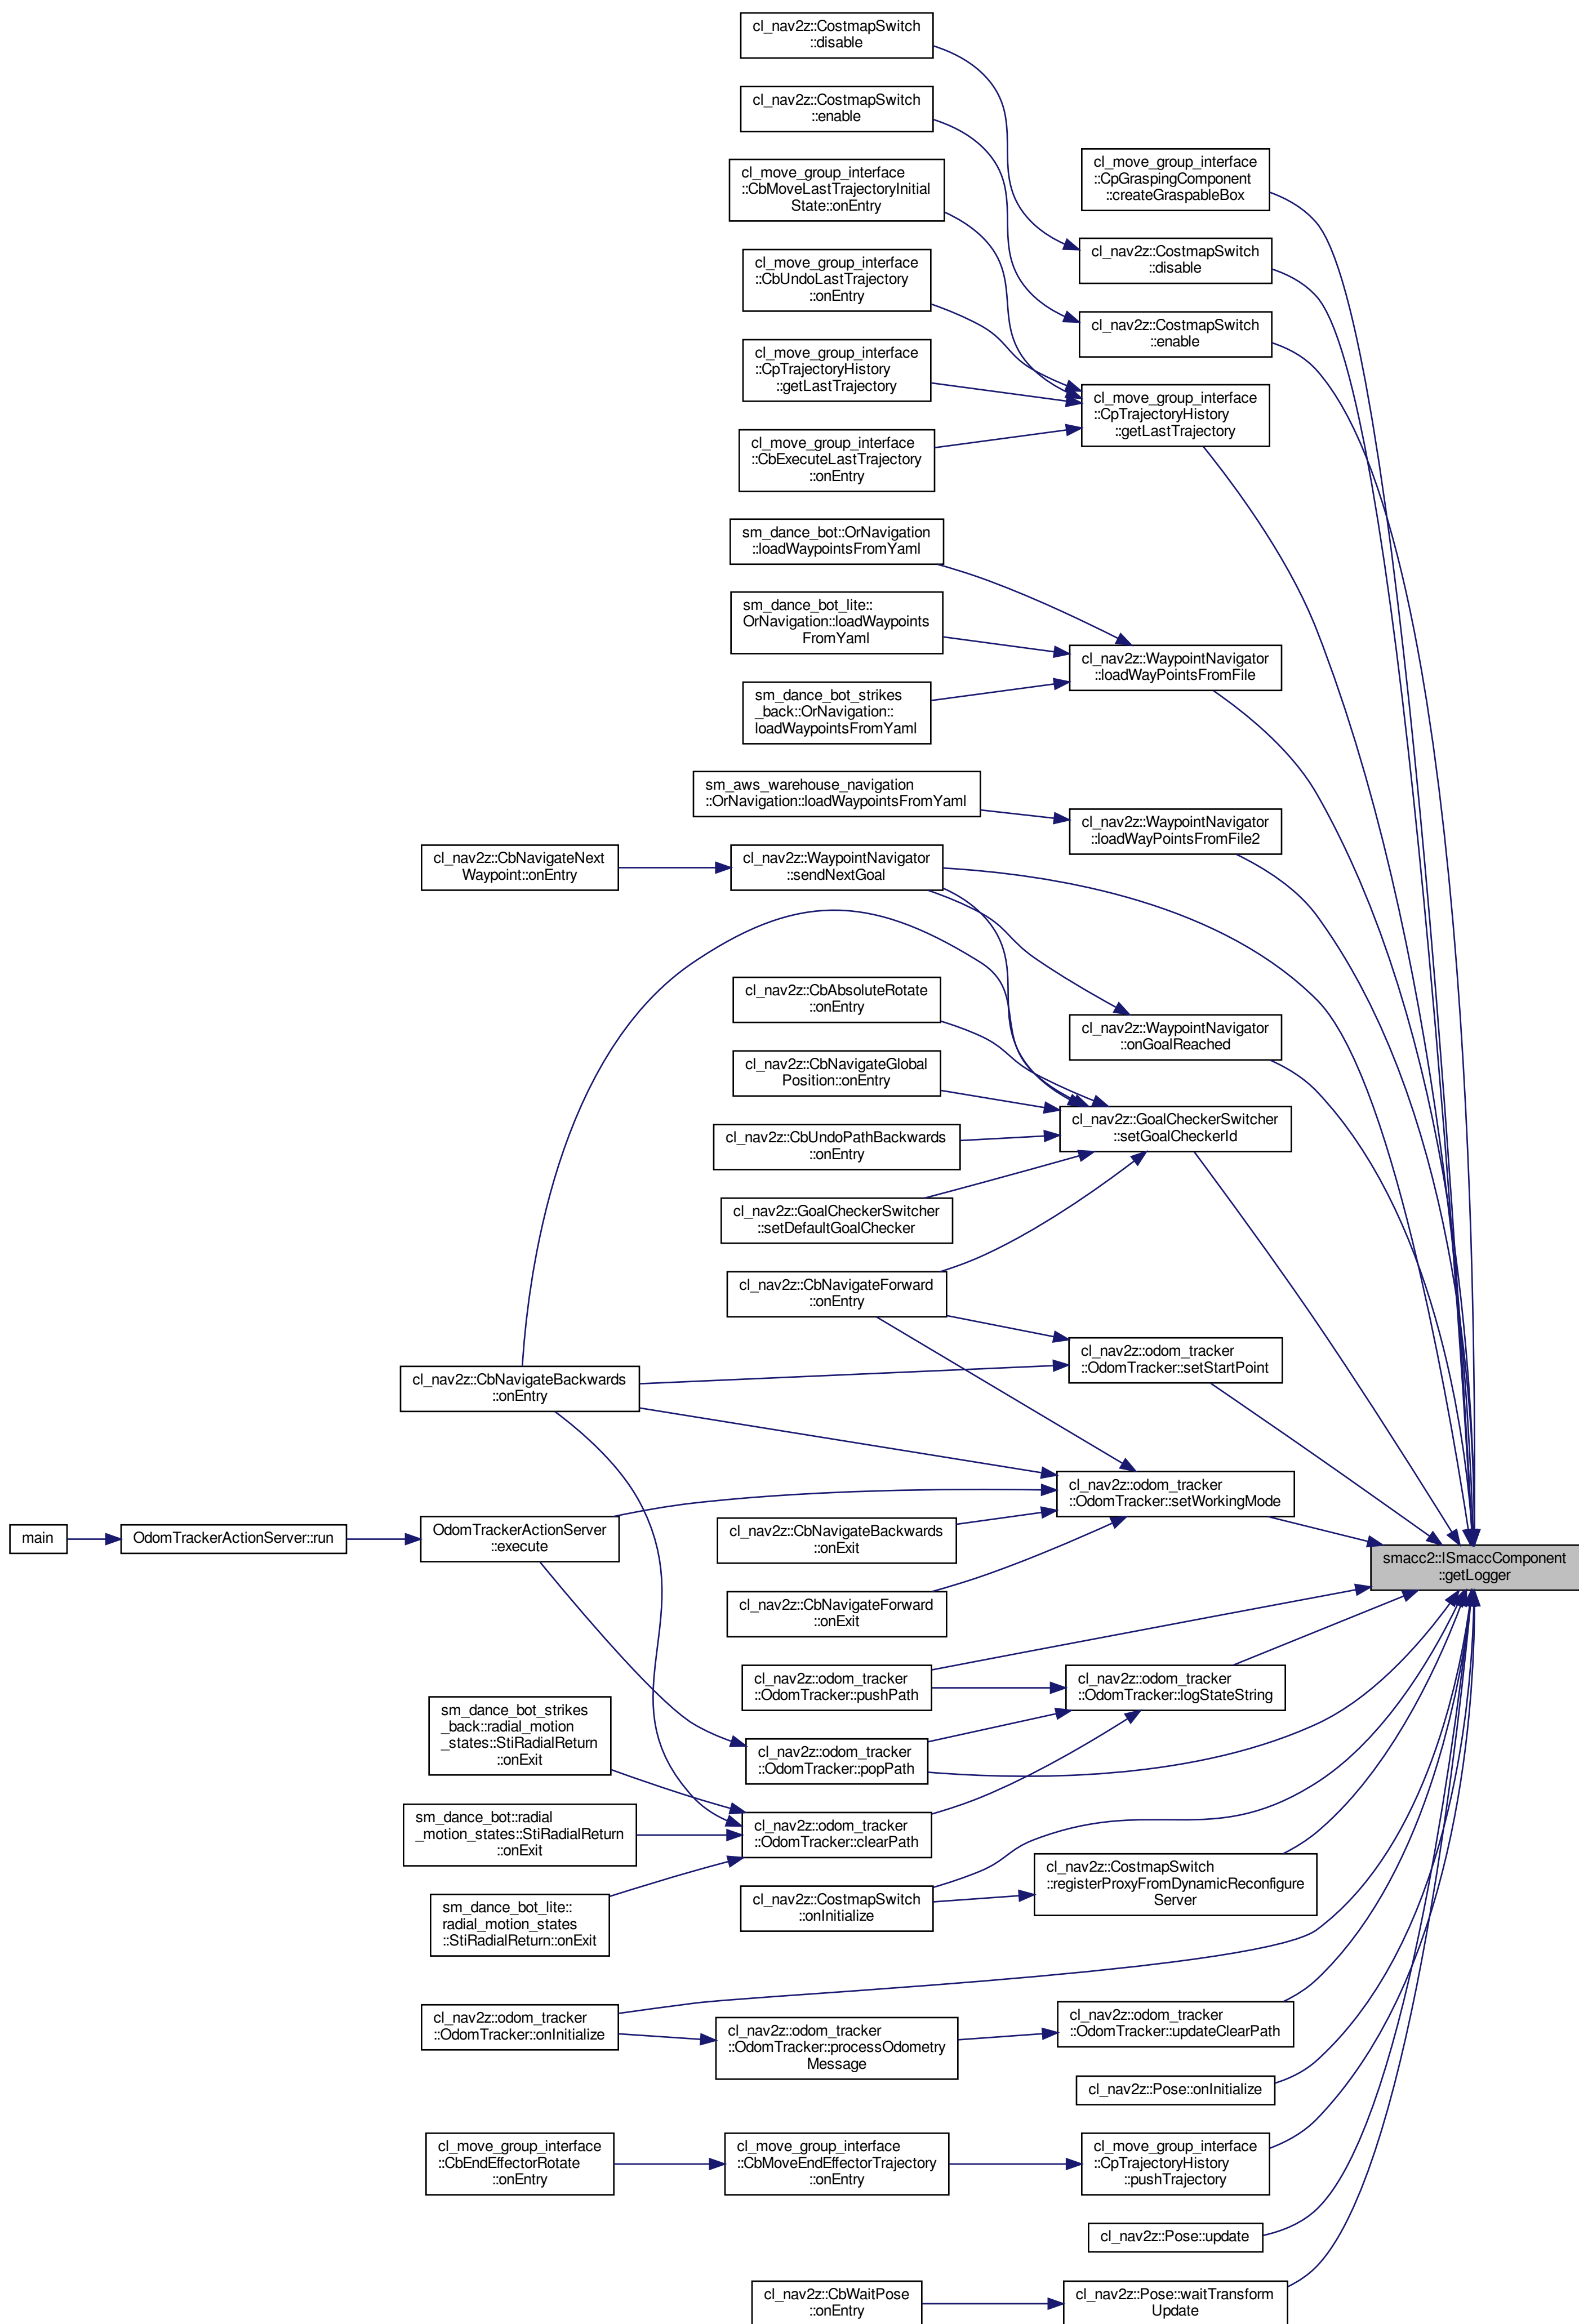 cl_nav2z::CostmapSwitch
::disable
cl_nav2z::CostmapSwitch
::enable
cl_move_group_interface
::CbMoveLastTrajectoryInitial
State::onEntry
cl_move_group_interface
::CbUndoLastTrajectory
::onEntry
cl_move_group_interface
::CpTrajectoryHistory
::getLastTrajectory
cl_move_group_interface
::CbExecuteLastTrajectory
::onEntry
cl_move_group_interface
::CpGraspingComponent
::createGraspableBox
cl_nav2z::CostmapSwitch
::disable
cl_nav2z::CostmapSwitch
::enable
cl_move_group_interface
::CpTrajectoryHistory
::getLastTrajectory
sm_dance_bot::OrNavigation
::loadWaypointsFromYaml
sm_dance_bot_lite::
OrNavigation::loadWaypoints
FromYaml
sm_dance_bot_strikes
_back::OrNavigation::
loadWaypointsFromYaml
cl_nav2z::WaypointNavigator
::loadWayPointsFromFile
sm_aws_warehouse_navigation
::OrNavigation::loadWaypointsFromYaml
cl_nav2z::WaypointNavigator
::loadWayPointsFromFile2
cl_nav2z::CbNavigateNext
Waypoint::onEntry
cl_nav2z::WaypointNavigator
::sendNextGoal
cl_nav2z::CbAbsoluteRotate
::onEntry
cl_nav2z::WaypointNavigator
::onGoalReached
cl_nav2z::CbNavigateGlobal
Position::onEntry
cl_nav2z::CbUndoPathBackwards
::onEntry
cl_nav2z::GoalCheckerSwitcher
::setGoalCheckerId
cl_nav2z::GoalCheckerSwitcher
::setDefaultGoalChecker
cl_nav2z::CbNavigateForward
::onEntry
cl_nav2z::odom_tracker
::OdomTracker::setStartPoint
cl_nav2z::CbNavigateBackwards
::onEntry
cl_nav2z::odom_tracker
::OdomTracker::setWorkingMode
main
OdomTrackerActionServer::run
OdomTrackerActionServer
::execute
cl_nav2z::CbNavigateBackwards
::onExit
cl_nav2z::CbNavigateForward
::onExit
smacc2::ISmaccComponent
::getLogger
cl_nav2z::odom_tracker
::OdomTracker::pushPath
cl_nav2z::odom_tracker
::OdomTracker::logStateString
sm_dance_bot_strikes
_back::radial_motion
_states::StiRadialReturn
::onExit
cl_nav2z::odom_tracker
::OdomTracker::popPath
sm_dance_bot::radial
_motion_states::StiRadialReturn
::onExit
cl_nav2z::odom_tracker
::OdomTracker::clearPath
sm_dance_bot_lite::
radial_motion_states
::StiRadialReturn::onExit
cl_nav2z::CostmapSwitch
::onInitialize
cl_nav2z::CostmapSwitch
::registerProxyFromDynamicReconfigure
Server
cl_nav2z::odom_tracker
::OdomTracker::onInitialize
cl_nav2z::odom_tracker
::OdomTracker::processOdometry
Message
cl_nav2z::odom_tracker
::OdomTracker::updateClearPath
cl_nav2z::Pose::onInitialize
cl_move_group_interface
::CbEndEffectorRotate
::onEntry
cl_move_group_interface
::CbMoveEndEffectorTrajectory
::onEntry
cl_move_group_interface
::CpTrajectoryHistory
::pushTrajectory
cl_nav2z::Pose::update
cl_nav2z::CbWaitPose
::onEntry
cl_nav2z::Pose::waitTransform
Update